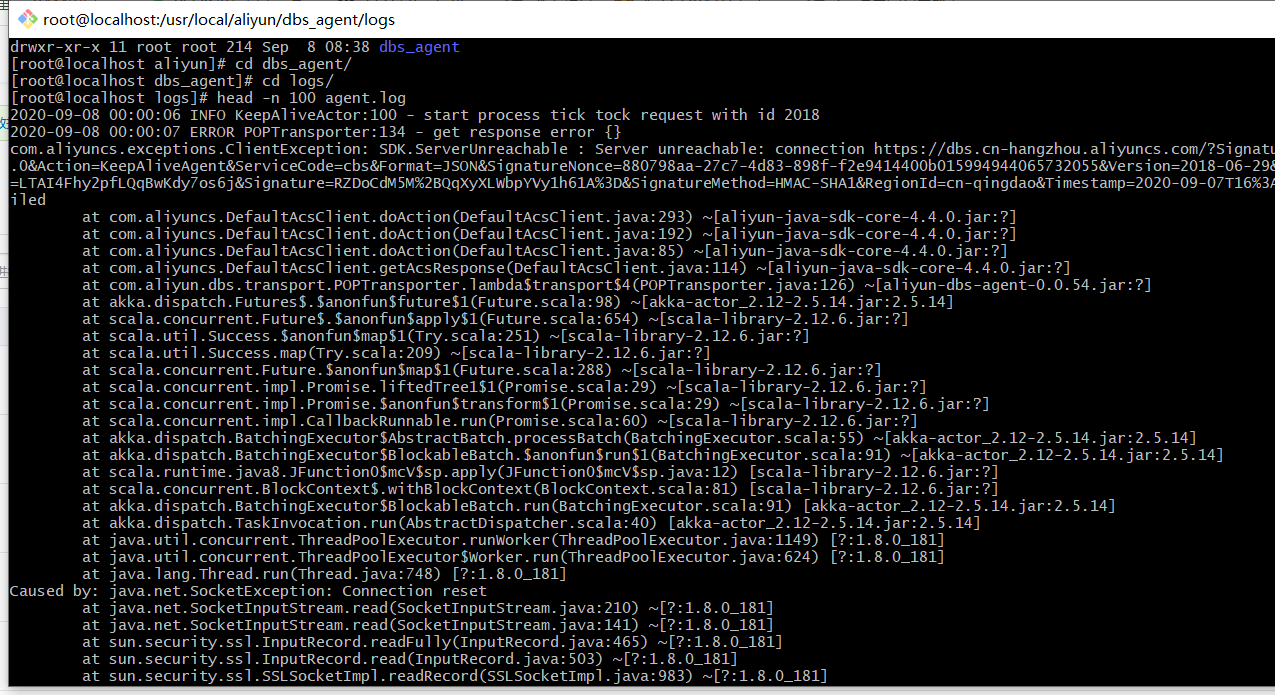 root@localhost:/usr/local/aliyun/dbs_agent/logs
drwxr-xr-x 11 root root 214 Sep  8 08:38 dbs_agent
[root@localhost aliyun]# cd dbs_agent/
[root@localhost dbs_agent]# cd logs/
[root@localhost logs]# head -n 100 agent.log
2020-09-08 00:00:06 INFO KeepAliveActor:100 - start process tick tock request with id 2018
2020-09-08 00:00:07 ERROR POPTransporter:134 - get response error {}
com.aliyuncs.exceptions.ClientException: SDK.ServerUnreachable : Server unreachable: connection https://dbs.cn-hangzhou.aliyuncs.com/?Signatu
.0&Action=KeepAliveAgent&ServiceCode=cbs&Format=JSON&SignatureNonce=880798aa-27c7-4d83-898f-f2e9414400b015994944065732055&Version=2018-06-29&
=LTAI4Fhy2pfLQqBwKdy7os6j&Signature=RZDoCdM5M%2BQqXyXLWbpYVy1h61A%3D&SignatureMethod=HMAC-SHA1&RegionId=cn-qingdao&Timestamp=2020-09-07T16%3A
iled
        at com.aliyuncs.DefaultAcsClient.doAction(DefaultAcsClient.java:293) ~[aliyun-java-sdk-core-4.4.0.jar:?]
        at com.aliyuncs.DefaultAcsClient.doAction(DefaultAcsClient.java:192) ~[aliyun-java-sdk-core-4.4.0.jar:?]
        at com.aliyuncs.DefaultAcsClient.doAction(DefaultAcsClient.java:85) ~[aliyun-java-sdk-core-4.4.0.jar:?]
        at com.aliyuncs.DefaultAcsClient.getAcsResponse(DefaultAcsClient.java:114) ~[aliyun-java-sdk-core-4.4.0.jar:?]
        at com.aliyun.dbs.transport.POPTransporter.lambda$transport$4(POPTransporter.java:126) ~[aliyun-dbs-agent-0.0.54.jar:?]
        at akka.dispatch.Futures$.$anonfun$future$1(Future.scala:98) ~[akka-actor_2.12-2.5.14.jar:2.5.14]
        at scala.concurrent.Future$.$anonfun$apply$1(Future.scala:654) ~[scala-library-2.12.6.jar:?]
        at scala.util.Success.$anonfun$map$1(Try.scala:251) ~[scala-library-2.12.6.jar:?]
        at scala.util.Success.map(Try.scala:209) ~[scala-library-2.12.6.jar:?]
        at scala.concurrent.Future.$anonfun$map$1(Future.scala:288) ~[scala-library-2.12.6.jar:?]
        at scala.concurrent.impl.Promise.liftedTree1$1(Promise.scala:29) ~[scala-library-2.12.6.jar:?]
        at scala.concurrent.impl.Promise.$anonfun$transform$1(Promise.scala:29) ~[scala-library-2.12.6.jar:?]
        at scala.concurrent.impl.CallbackRunnable.run(Promise.scala:60) ~[scala-library-2.12.6.jar:?]
        at akka.dispatch.BatchingExecutor$AbstractBatch.processBatch(BatchingExecutor.scala:55) ~[akka-actor_2.12-2.5.14.jar:2.5.14]
        at akka.dispatch.BatchingExecutor$BlockableBatch.$anonfun$run$1(BatchingExecutor.scala:91) ~[akka-actor_2.12-2.5.14.jar:2.5.14]
        at scala.runtime.java8.JFunction0$mcV$sp.apply(JFunction0$mcV$sp.java:12) [scala-library-2.12.6.jar:?]
        at scala.concurrent.BlockContext$.withBlockContext(BlockContext.scala:81) [scala-library-2.12.6.jar:?]
        at akka.dispatch.BatchingExecutor$BlockableBatch.run(BatchingExecutor.scala:91) [akka-actor_2.12-2.5.14.jar:2.5.14]
        at akka.dispatch.TaskInvocation.run(AbstractDispatcher.scala:40) [akka-actor_2.12-2.5.14.jar:2.5.14]
        at java.util.concurrent.ThreadPoolExecutor.runWorker(ThreadPoolExecutor.java:1149) [?:1.8.0_181]
        at java.util.concurrent.ThreadPoolExecutor$Worker.run(ThreadPoolExecutor.java:624) [?:1.8.0_181]
        at java.lang.Thread.run(Thread.java:748) [?:1.8.0_181]
Caused by: java.net.SocketException: Connection reset
        at java.net.SocketInputStream.read(SocketInputStream.java:210) ~[?:1.8.0_181]
        at java.net.SocketInputStream.read(SocketInputStream.java:141) ~[?:1.8.0_181]
        at sun.security.ssl.InputRecord.readFully(InputRecord.java:465) ~[?:1.8.0_181]
        at sun.security.ssl.InputRecord.read(InputRecord.java:503) ~[?:1.8.0_181]
        at sun.security.ssl.SSLSocketImpl.readRecord(SSLSocketImpl.java:983) ~[?:1.8.0_181]